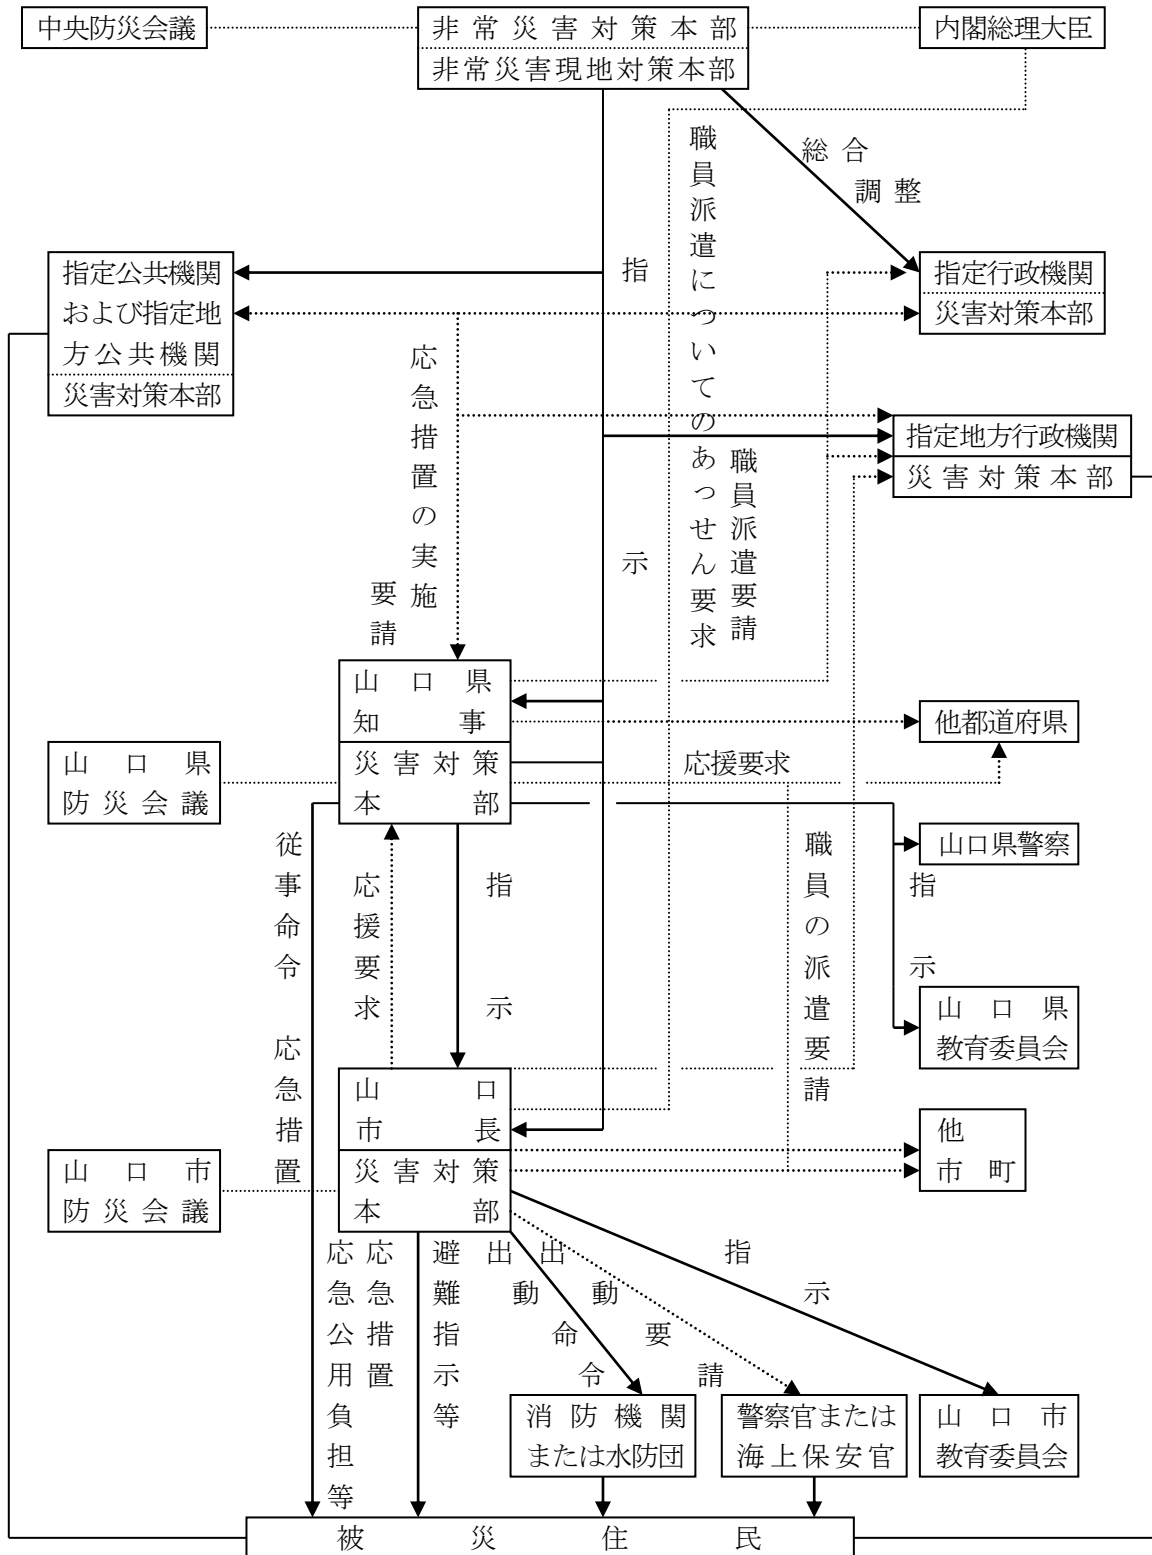 中央防災会議
非常災害対策本部
非常災害現地対策本部
内閣総理大臣
総合
調整
職員派遣についてのあっせん要求
指示
指定公共機関
および指定地
方公共機関
災害対策本部
指定行政機関
災害対策本部
応急措置の実施
要請
職員派遣要請
指定地方行政機関
災害対策本部
山口県
知事
災害対策
本部
山口県
防災会議
他都道府県
応援要求
山口県警察
指示
山口県
教育委員会
従事命令
応急措置
応援要求
指示
職員の派遣要請
山口
市長
災害対策
本部
山口市
防災会議
他
市町
応急公用負担等
応急措置
避難指示等
出動命令
出動要請
指示
消防機関
または水防団
警察官または
海上保安官
山口市
教育委員会
被災住民